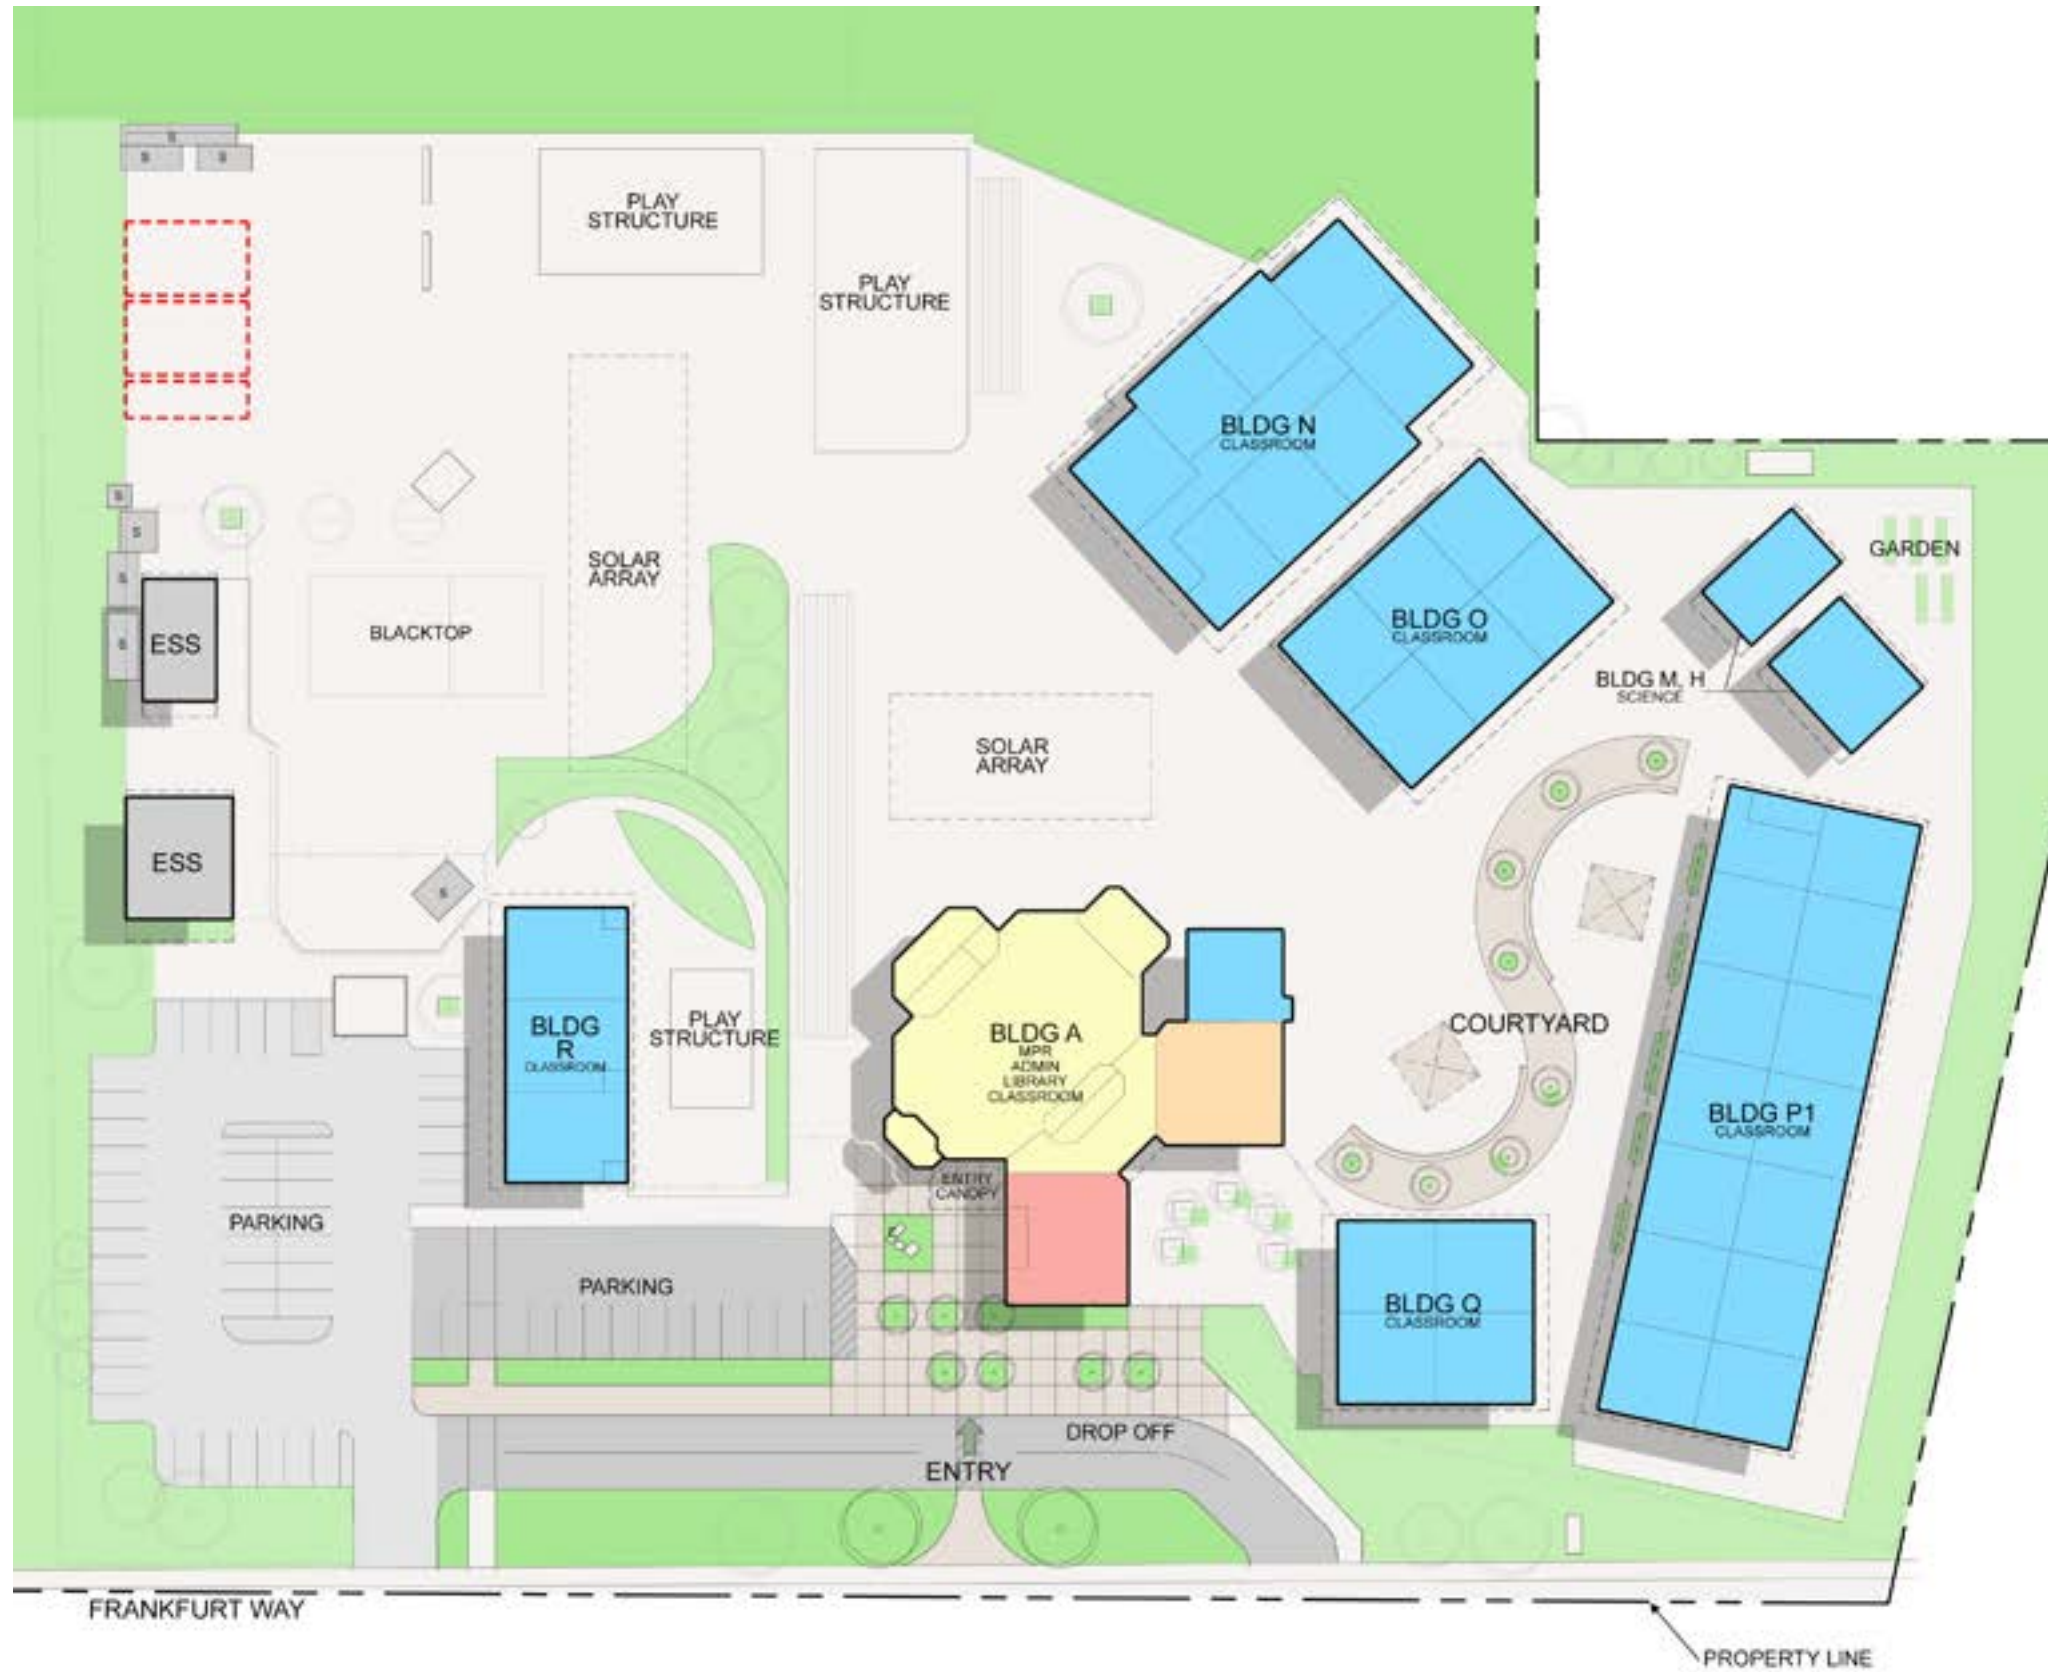 S
S
S
PLAY
STRUCTURE
PLAY
STRUCTURE
BLDG N
CLASSROOM
S
S
S
S
ESS
BLACKTOP
SOLAR
ARRAY
BLDG O
CLASSROOM
GARDEN
BLDG M, H
SCIENCE
SOLAR
ARRAY
ESS
S
BLDG
R
CLASSROOM
PLAY
STRUCTURE
BLDG A
MPR
ADMIN
LIBRARY
CLASSROOM
COURTYARD
BLDG P1
CLASSROOM
ENTRY
CANOPY
PARKING
PARKING
BLDG Q
CLASSROOM
DROP OFF
ENTRY
FRANKFURT WAY
PROPERTY LINE